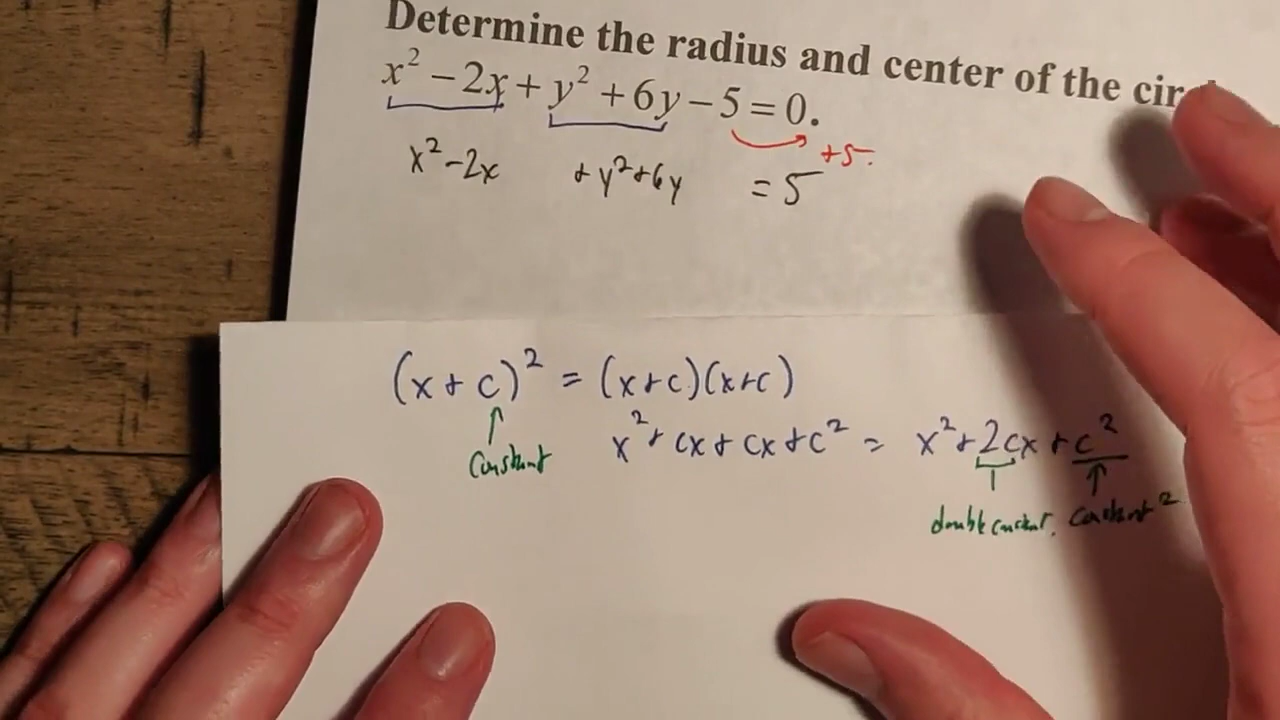 Determine the radius and center of the cir
x² − 2x + y² + 6y − 5 = 0.
+5.
x² − 2x + y² + 6y = 5
(x + c)² = (x+c)(x+c)
x² + cx + cx + c² = x² + 2cx + c²
constant
double constant. constant²